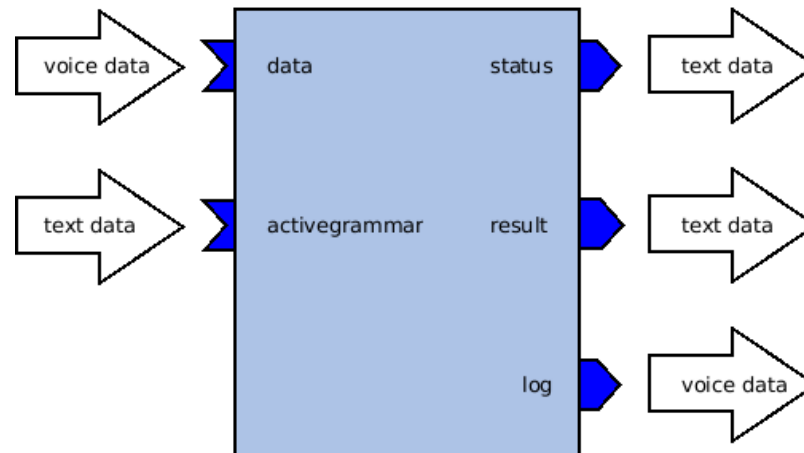 voice data
data
status
text data
text data
activegrammar
result
text data
log
voice data